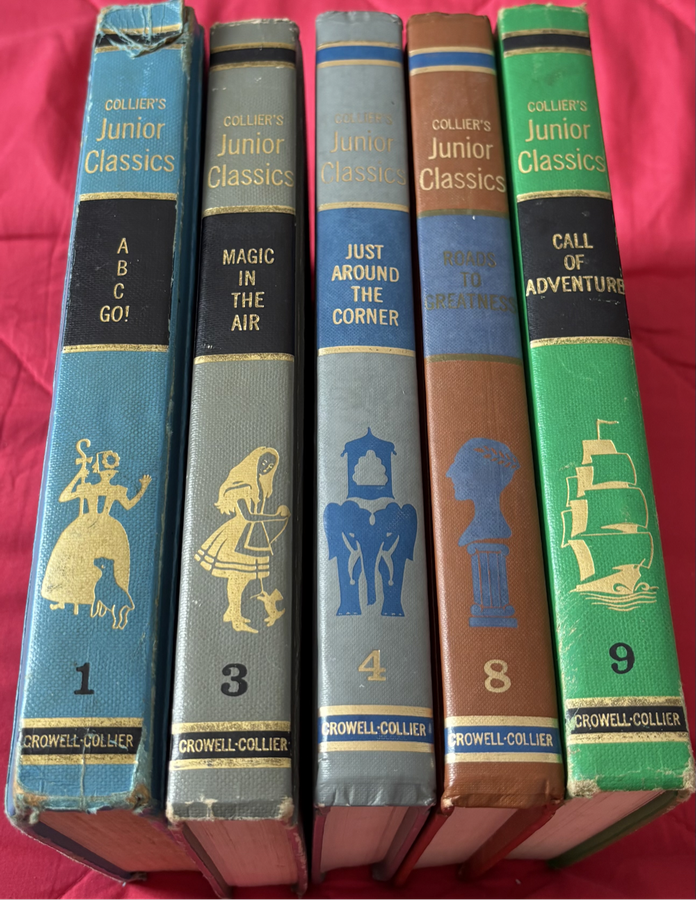 COLLIER'S
Junior
Classics
A
B
C
GO!
1
CROWELL-COLLIER
COLLIER'S
Junior
Classics
MAGIC
IN
THE
AIR
3
CROWELL-COLLIER
COLLIER'S
Junior
Classics
JUST
AROUND
THE
CORNER
4
CROWELL-COLLIER
COLLIER'S
Junior
Classics
ROADS
TO
GREATNESS
8
CROWELL-COLLIER
COLLIER'S
Junior
Classics
CALL
OF
ADVENTURE
9
CROWELL-COLLIER